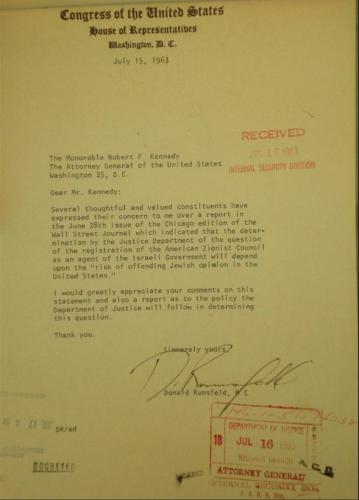 Congress of the United States
House of Representatives
Washington, D. C.
July 15, 1963
RECEIVED
INTERNAL SECURITY DIVISION
The Honorable Robert F. Kennedy
The Attorney General of the United States
Washington 25, D.C.
Dear Mr. Kennedy:
Several thoughtful and valued constituents have
expressed their concern to me over a report in
the June 28th issue of the Chicago edition of the
Wall Street Journal which indicated that the deter-
mination by the Justice Department of the question
of the registration of the American Zionist Council
as an agent of the Israeli Government will depend
upon the "risk of offending Jewish opinion in the
United States."
I would greatly appreciate your comments on this
statement and also a report as to the policy the
Department of Justice will follow in determining
this question.
Thank you.
Sincerely yours,
Donald Rumsfeld, M.C.
DR/ad
DEPARTMENT OF JUSTICE
10 JUL 16 1963
RECORDS BRANCH
ATTORNEY GENERAL
INTERNAL SECURITY DIV.
DOCKETED